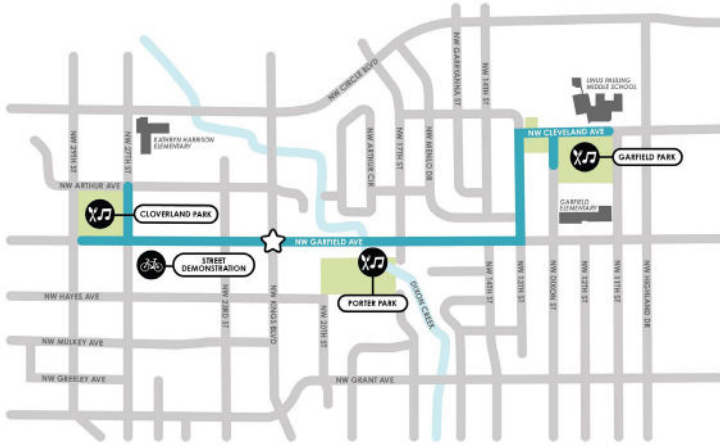 NW CIRCLE BLVD
NW GARRYANNA ST
NW 14TH ST
LINUS PAULING
MIDDLE SCHOOL
NW CLEVELAND AVE
GARFIELD PARK
KATHRYN HARRISON
ELEMENTARY
NW 29TH ST
NW 27TH ST
NW ARTHUR CIR
NW 17TH ST
NW MENLO DR
NW ARTHUR AVE
CLOVERLAND PARK
GARFIELD
ELEMENTARY
NW GARFIELD AVE
STREET
DEMONSTRATION
PORTER PARK
DIXON CREEK
NW HAYES AVE
NW 23RD ST
NW KINGS BLVD
NW 20TH ST
NW 14TH ST
NW 13TH ST
NW DIXON ST
NW 12TH ST
NW 11TH ST
NW HIGHLAND DR
NW MULKEY AVE
NW GREELEY AVE
NW GRANT AVE